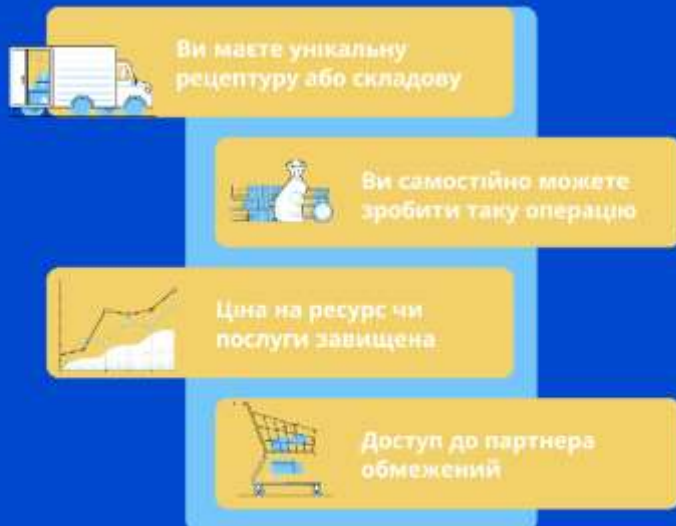 Ви маєте унікальну
рецептуру або складову
Ви самостійно можете
зробити таку операцію
Ціна на ресурс чи
послуги завищена
Доступ до партнера
обмежений